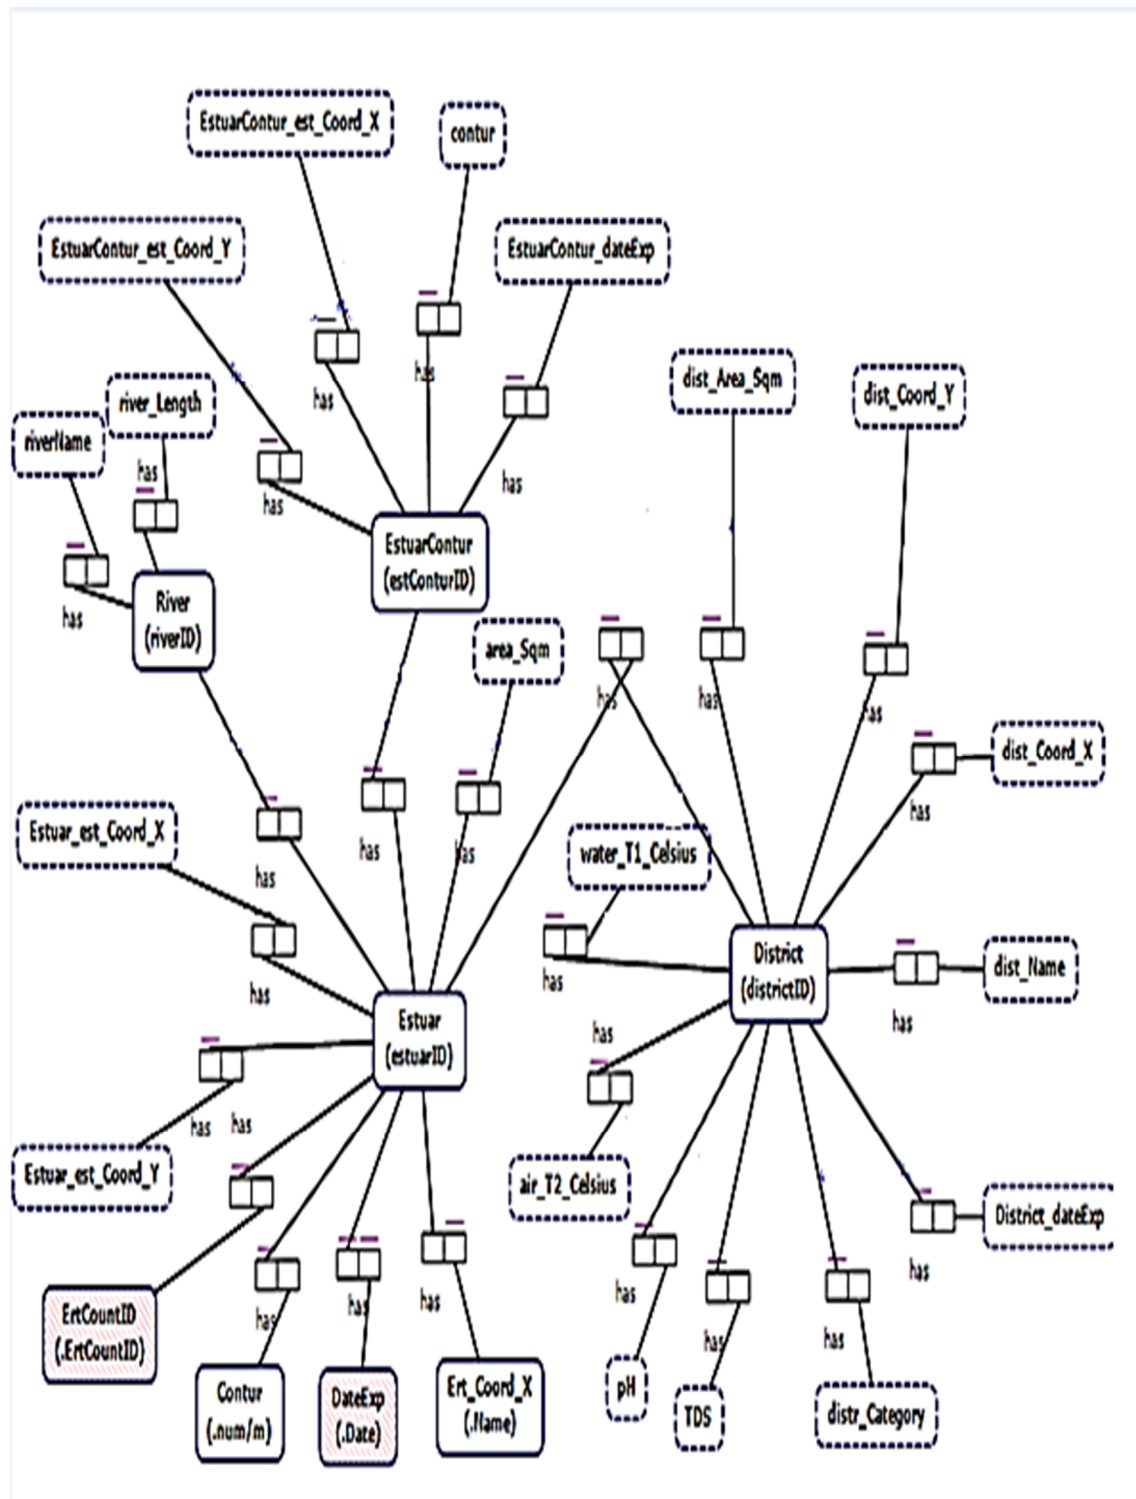 EstuarContur_est_Coord_X
contur
EstuarContur_est_Coord_Y
EstuarContur_dateExp
has
has
has
has
dist_Area_Sqm
dist_Coord_Y
river_Length
riverName
has
has
EstuarContur
(estConturID)
River
(riverID)
area_Sqm
has
has
has
dist_Coord_X
has
Estuar_est_Coord_X
has
has
has
water_T1_Celsius
has
District
(districtID)
dist_Name
has
has
Estuar
(estuarID)
has
has
has
Estuar_est_Coord_Y
air_T2_Celsius
District_dateExp
has
ErtCountID
(.ErtCountID)
has
has
has
has
has
has
Contur
(.num/m)
DateExp
(.Date)
Ert_Coord_X
(.Name)
pH
TDS
distr_Category